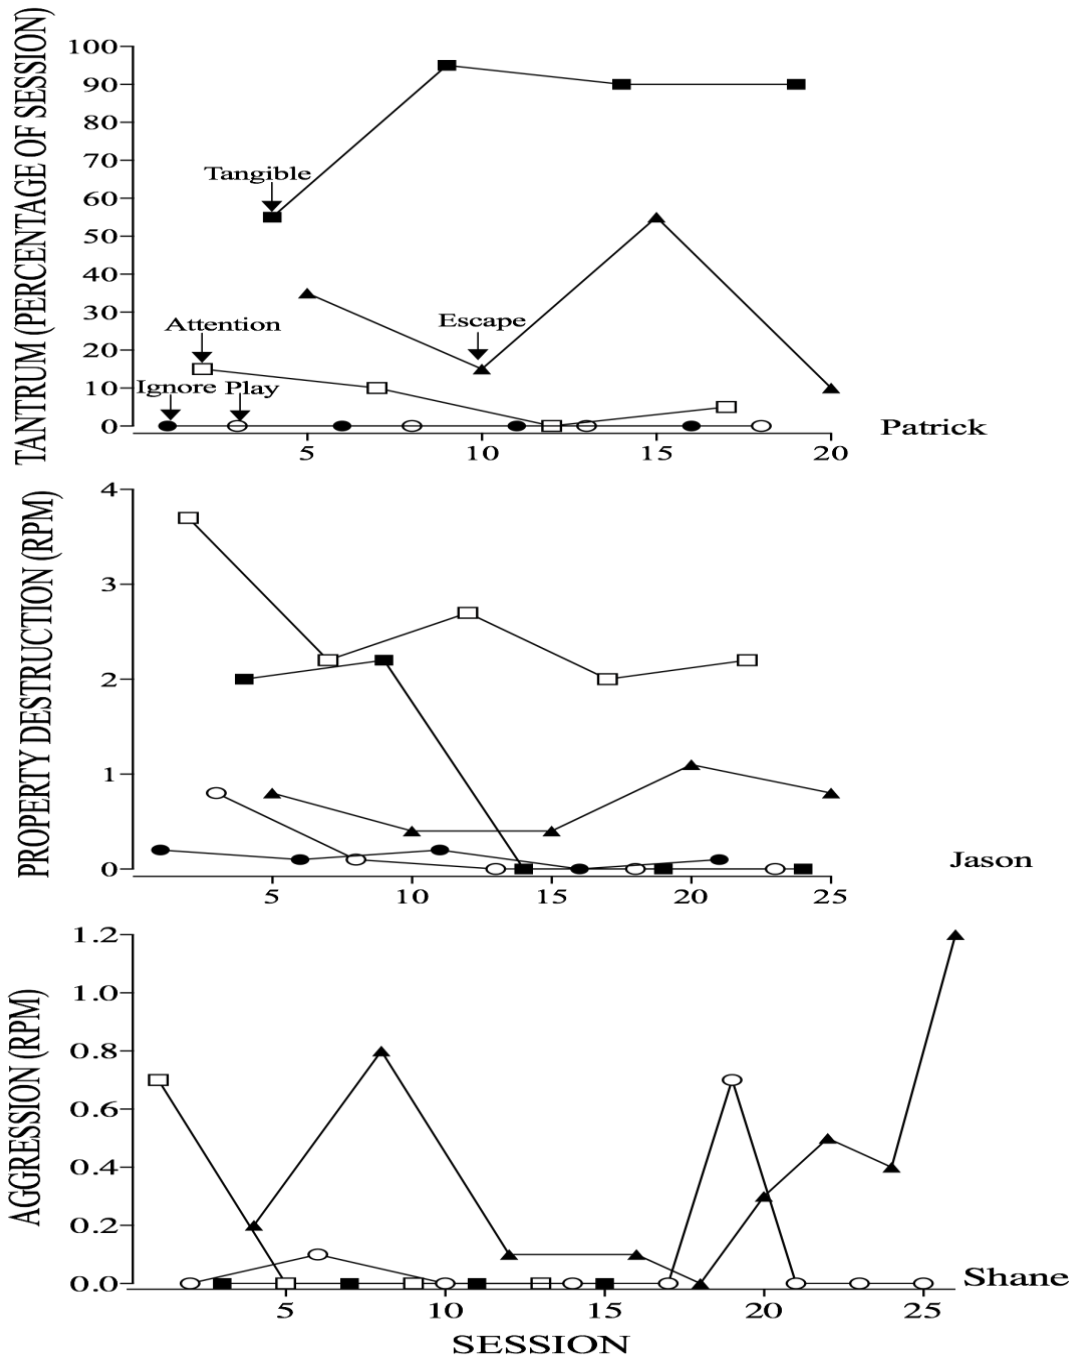 TANTRUM (PERCENTAGE OF SESSION)
100
90
80
70
60
50
40
30
20
10
0
Tangible
Attention
Escape
Ignore Play
5 10 15 20
Patrick
PROPERTY DESTRUCTION (RPM)
4
3
2
1
0
5 10 15 20 25
Jason
AGGRESSION (RPM)
1.2
1.0
0.8
0.6
0.4
0.2
0.0
5 10 15 20 25
Shane
SESSION